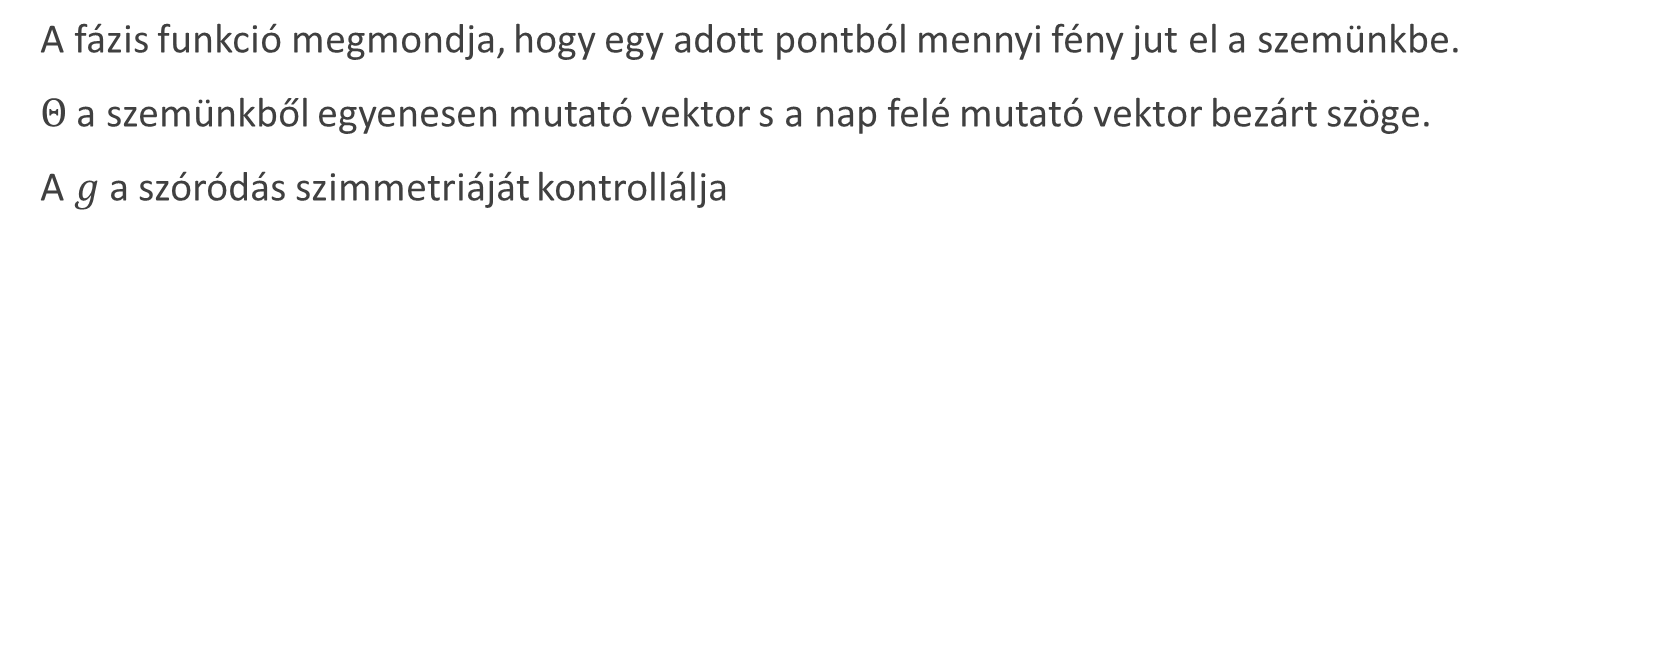 A fázis funkció megmondja, hogy egy adott pontból mennyi fény jut el a szemünkbe.
Θ a szemünkből egyenesen mutató vektor s a nap felé mutató vektor bezárt szöge.
A g a szóródás szimmetriáját kontrollálja